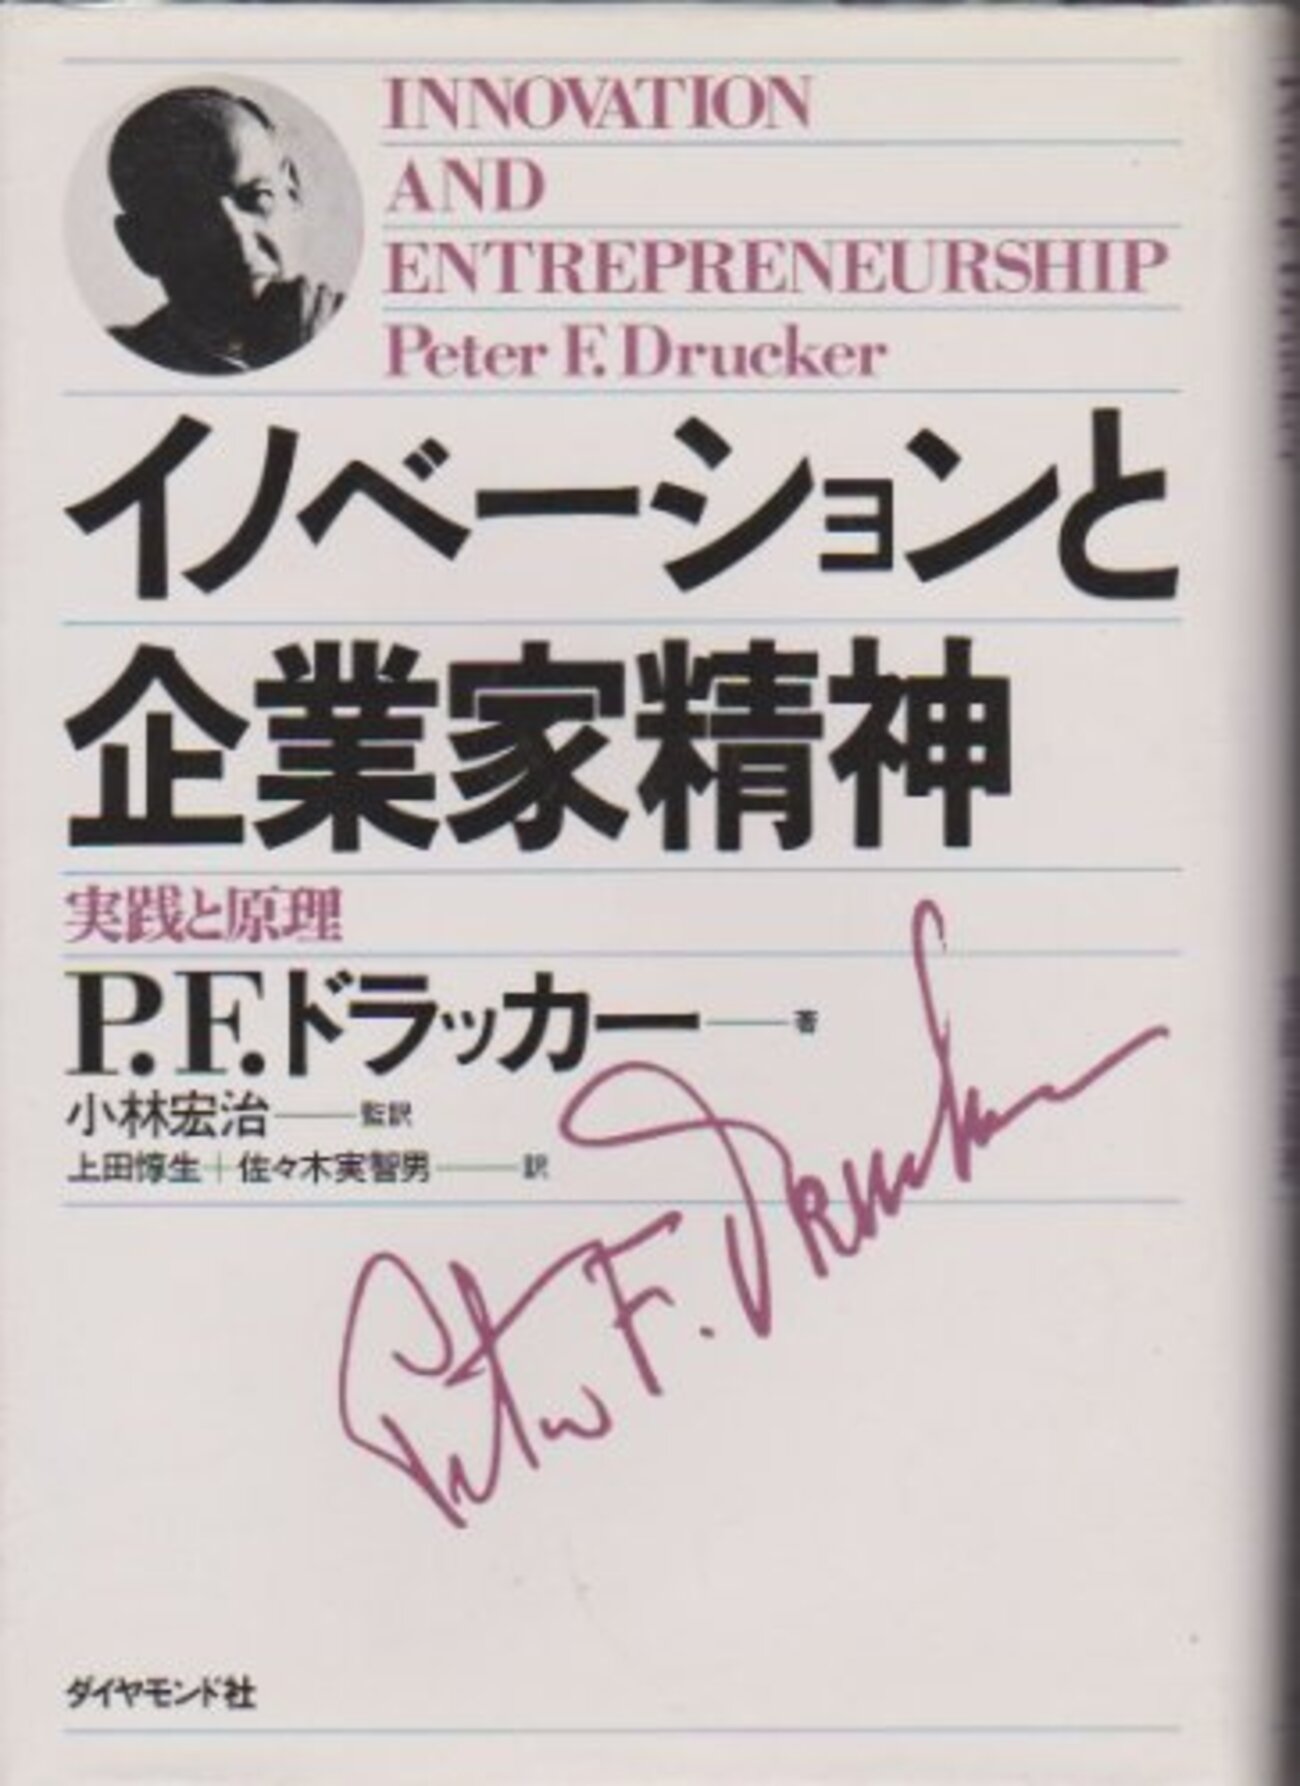 INNOVATION
AND
ENTREPRENEURSHIP
Peter F. Drucker
イノベーションと
企業家精神
実践と原理
P.F.ドラッカー──著
小林宏治──監訳
上田惇生+佐々木実智男──訳
Peter F. Drucker
ダイヤモンド社